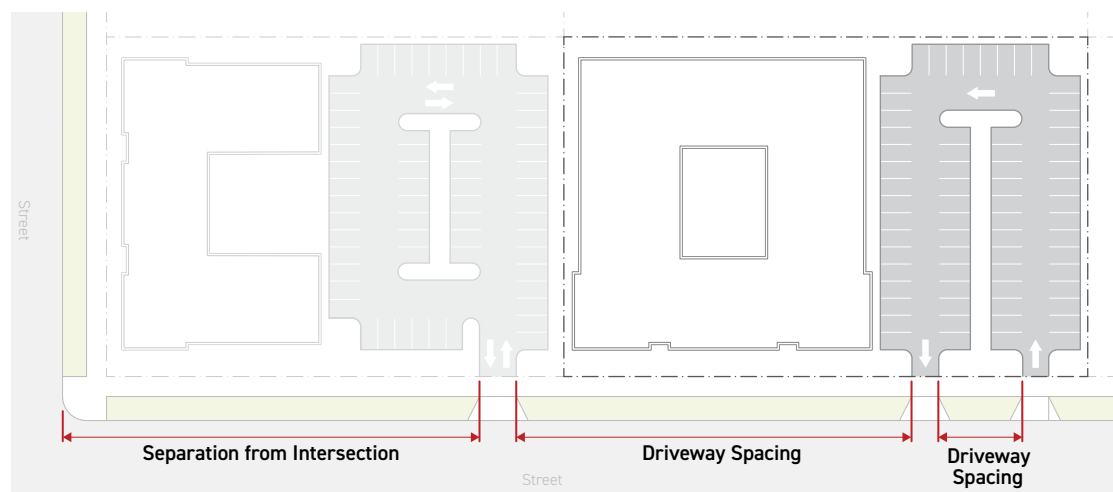 Street
Separation from Intersection
Driveway Spacing
Driveway
Spacing
Street